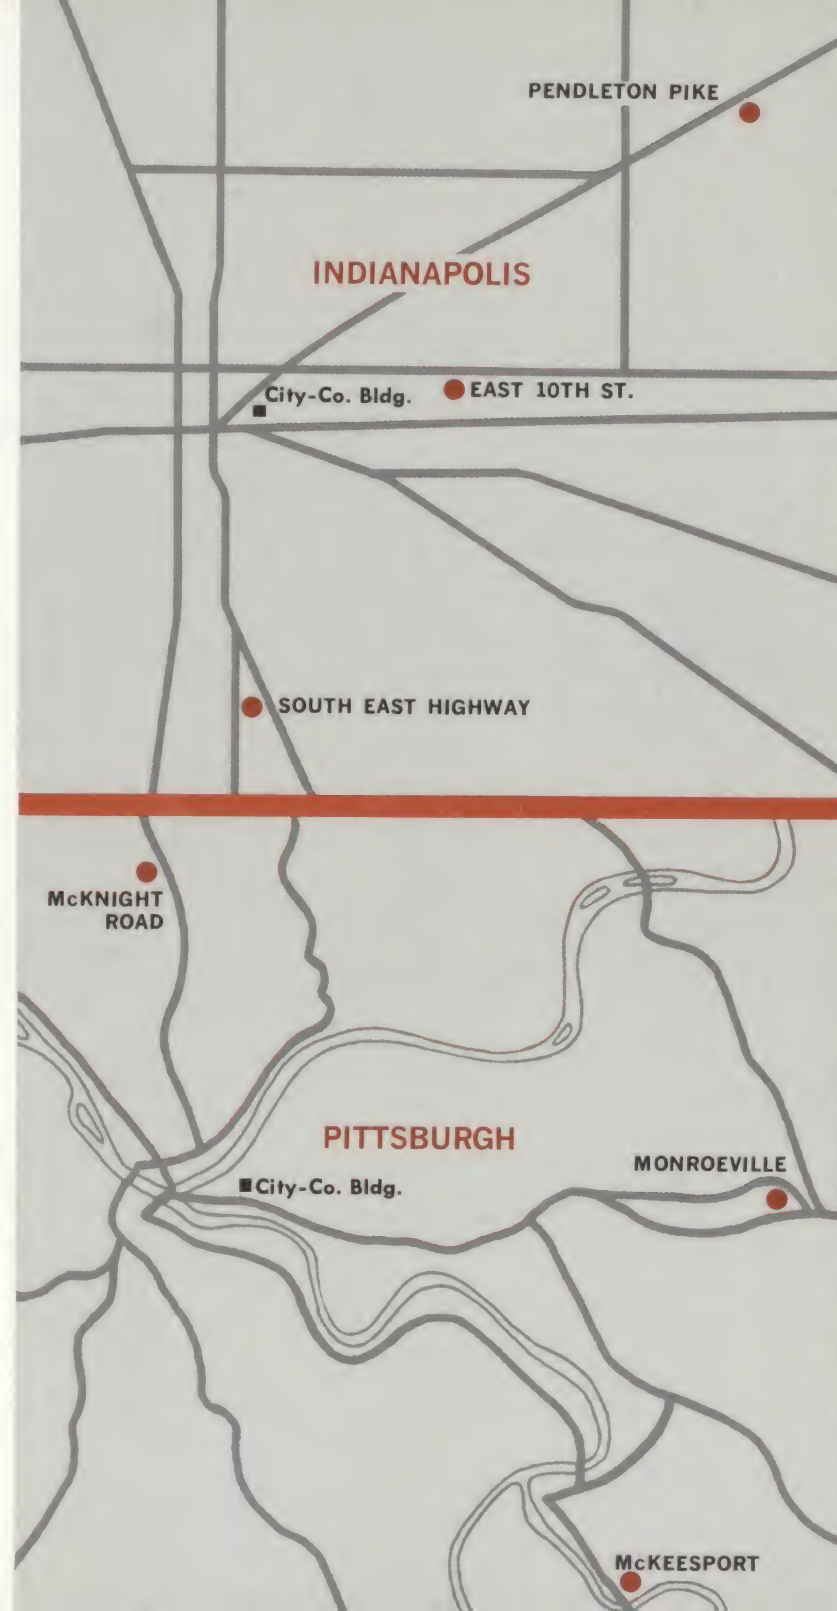 PENDLETON PIKE
INDIANAPOLIS
City-Co. Bldg.
EAST 10TH ST.
SOUTH EAST HIGHWAY
McKNIGHT
ROAD
PITTSBURGH
MONROEVILLE
City-Co. Bldg.
McKEESPORT